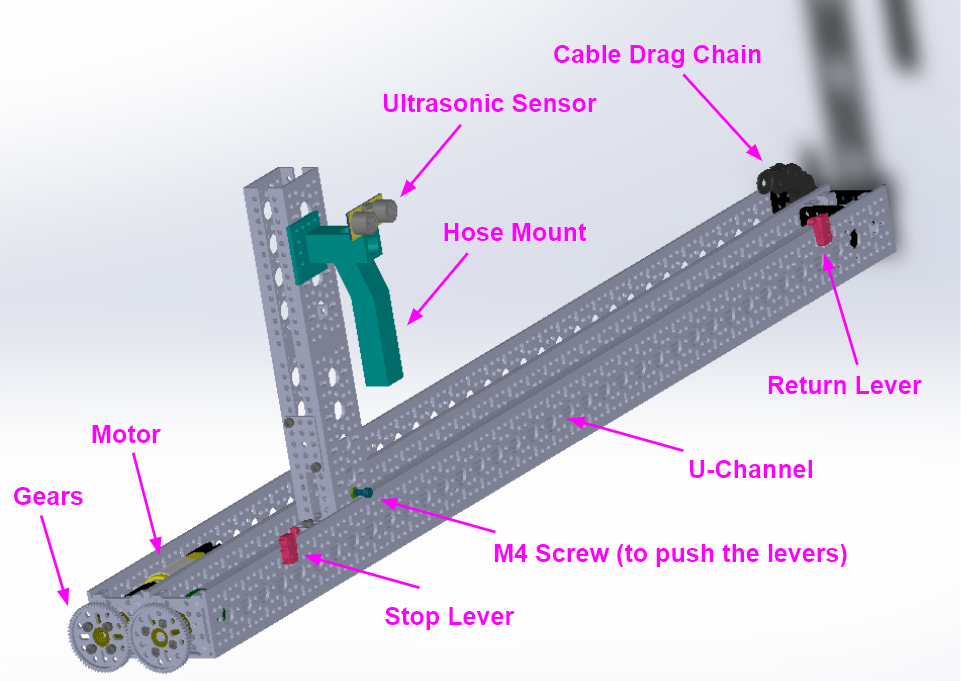 Cable Drag Chain
Ultrasonic Sensor
Hose Mount
Return Lever
Motor
U-Channel
Gears
M4 Screw (to push the levers)
Stop Lever